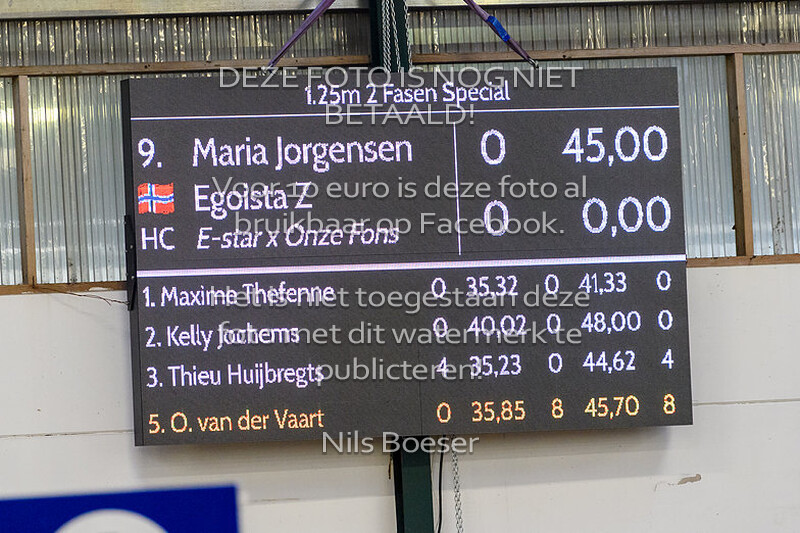 DEZE FOTO IS NOG NIET
1.25m 2 Fasen Special
BETAALD!
9. Maria Jorgensen 0 45,00
Voor 10 euro is deze foto al
Egoista Z 0 0,00
bruikbaar op Facebook.
HC E-star x Onze Fons
1. Maxime Thefenne 0 35,32 0 41,33 0
Het is niet toegestaan deze
2. Kelly Jochems 0 40,02 0 48,00 0
foto met dit watermerk te
3. Thieu Huijbregts 4 35,23 0 44,62 4
publiceren.
5. O. van der Vaart 0 35,85 8 45,70 8
Nils Boeser